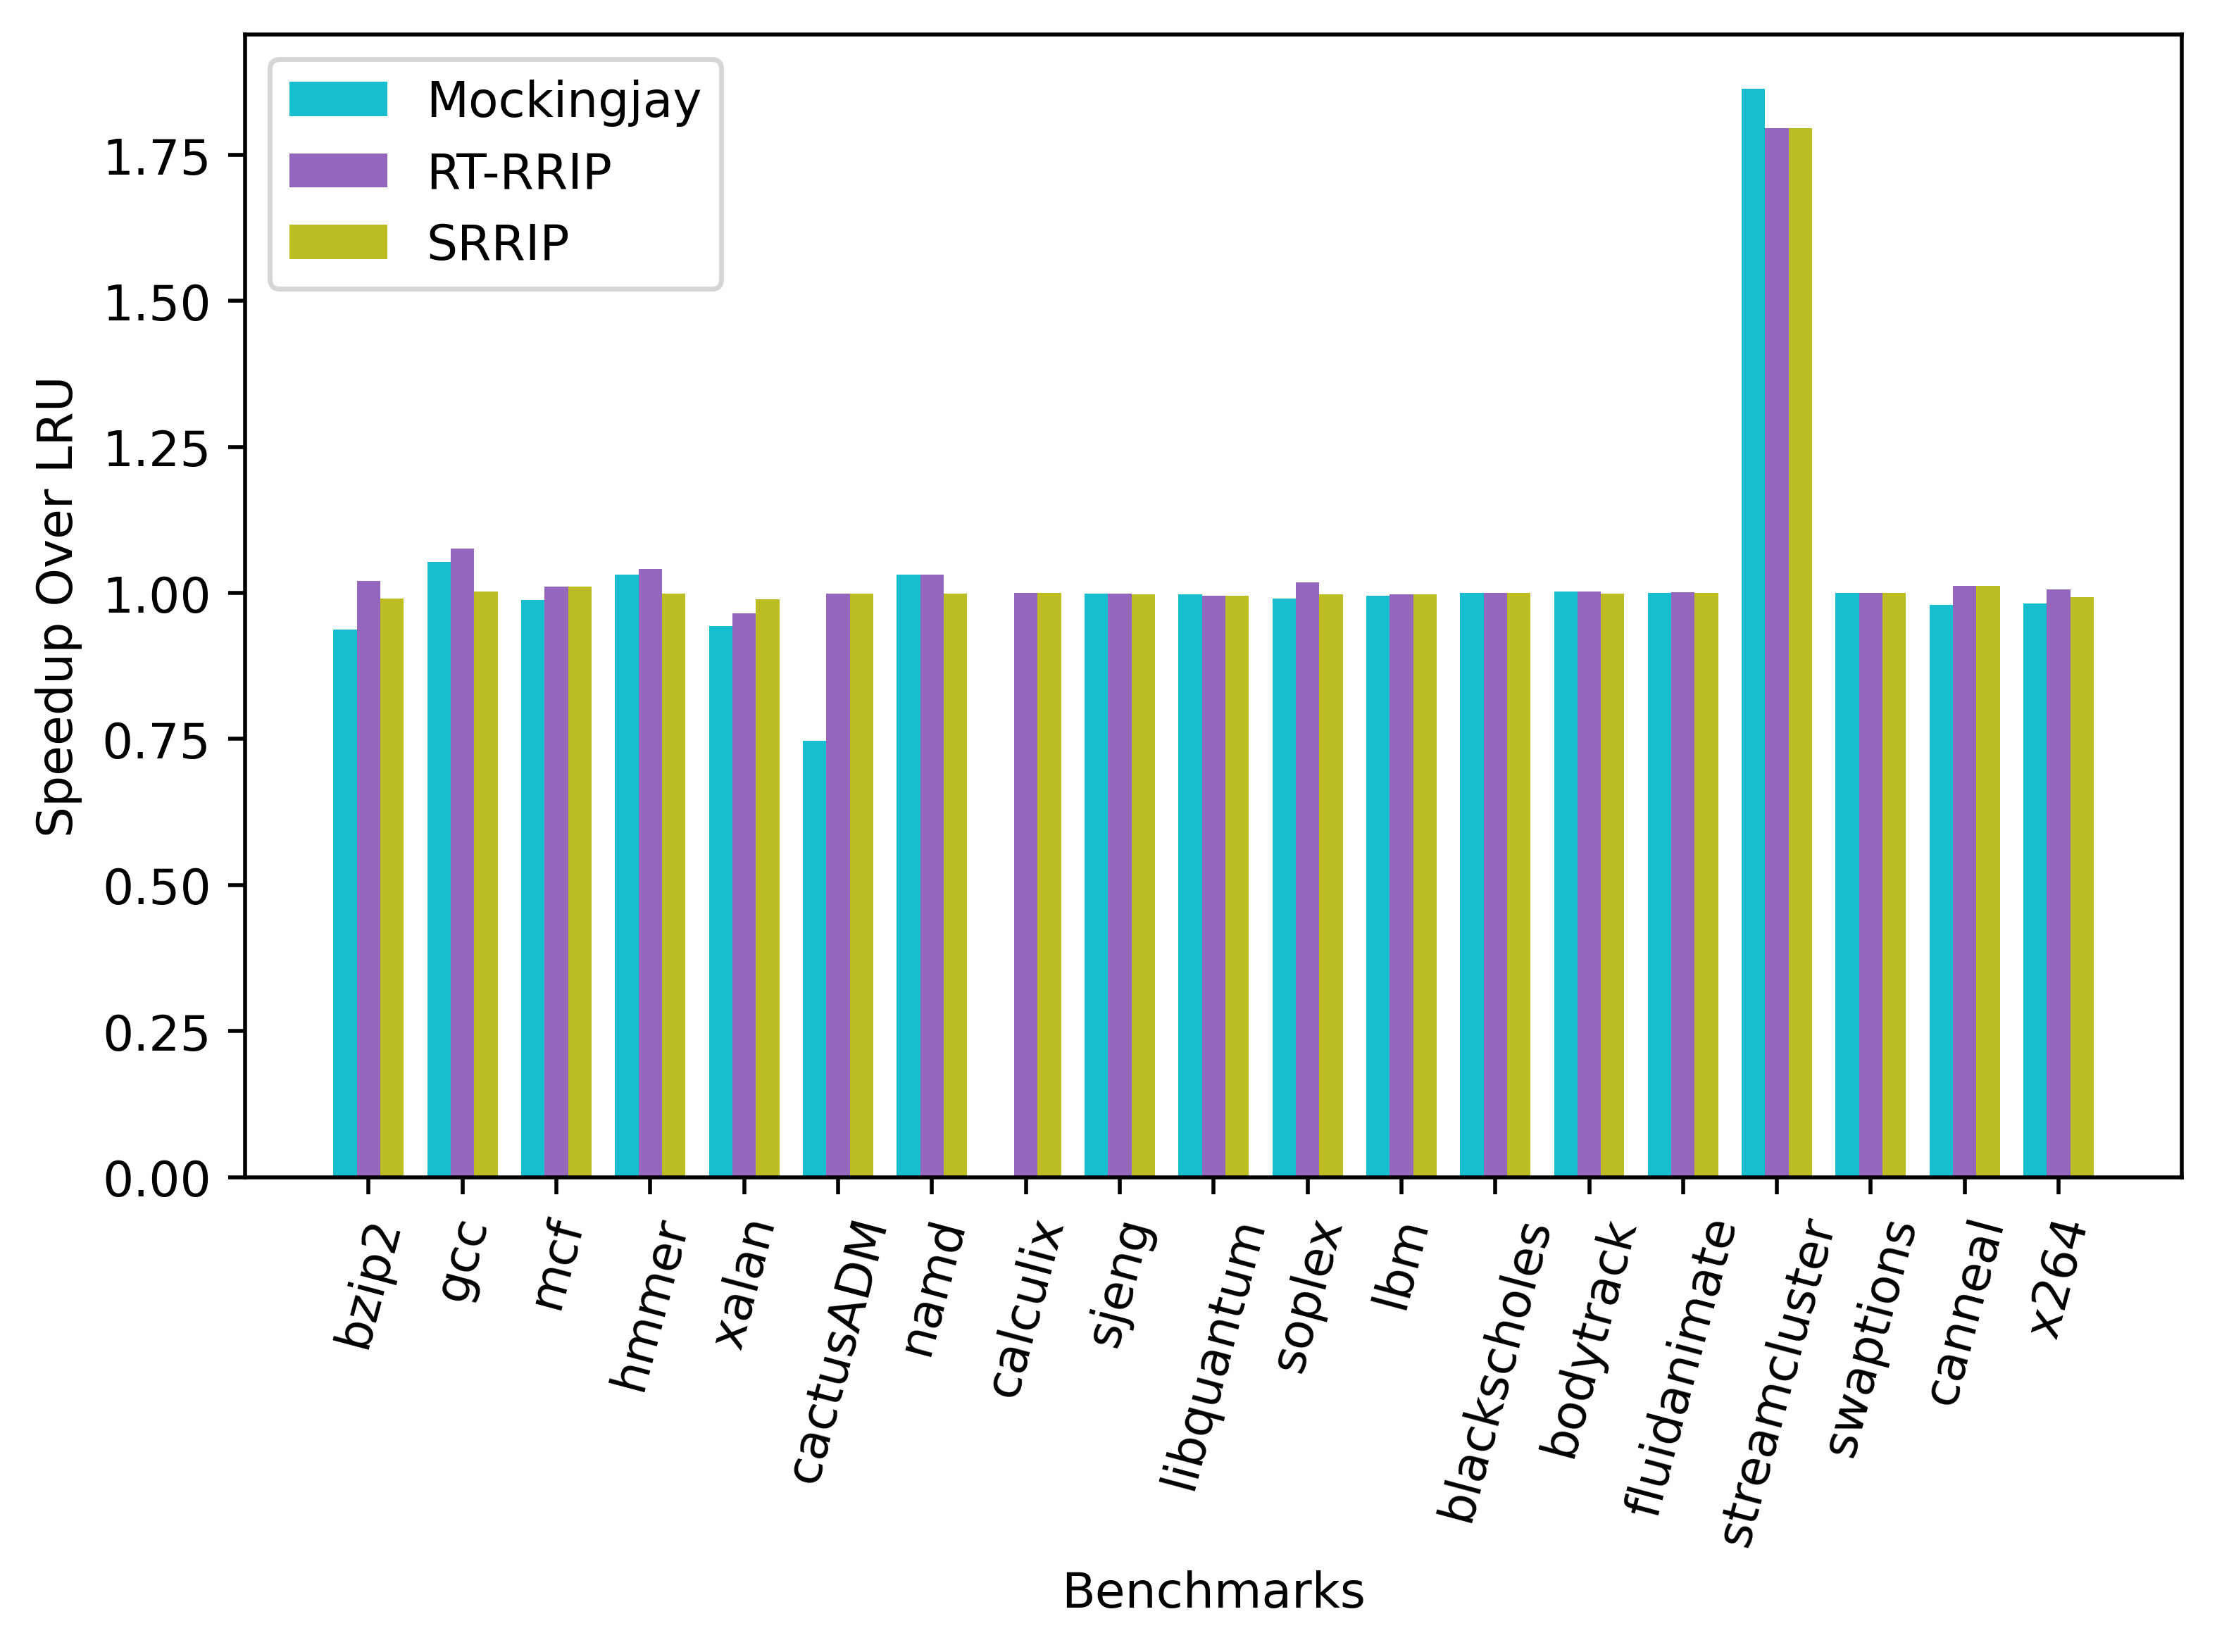 Mockingjay
RT-RRIP
SRRIP
1.75
1.50
1.25
1.00
0.75
0.50
0.25
0.00
Speedup Over LRU
bzip2
gcc
mcf
hmmer
xalan
cactusADM
namd
calculix
sjeng
libquantum
soplex
lbm
blackscholes
bodytrack
fluidanimate
streamcluster
swaptions
canneal
x264
Benchmarks